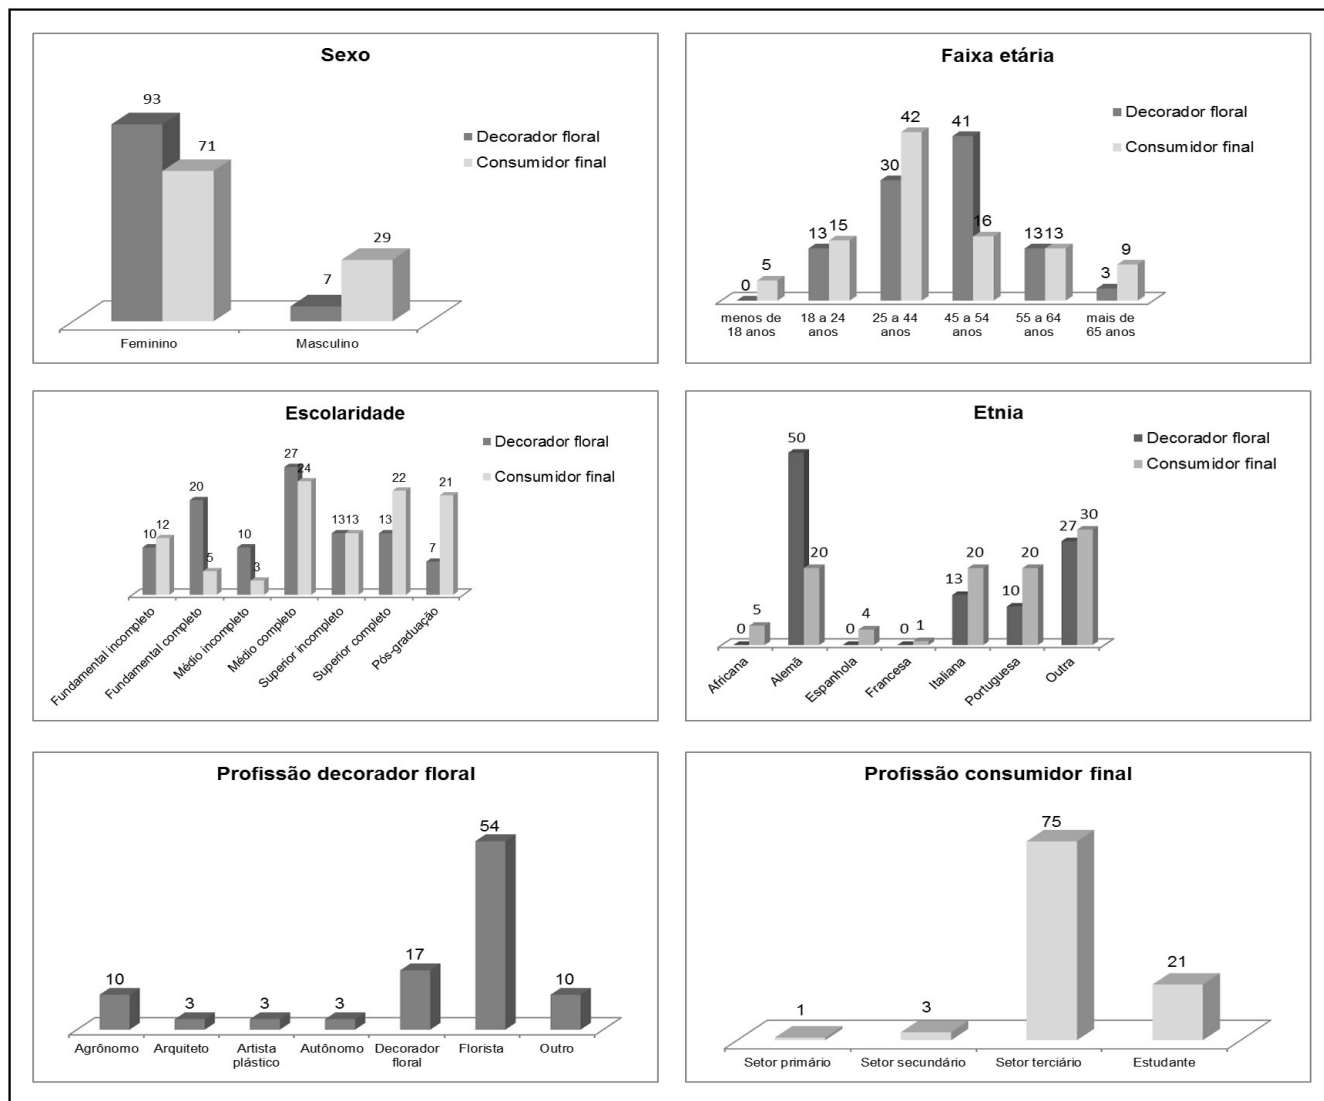 Sexo
93
71
7
29
Decorador floral
Consumidor final
Feminino
Masculino
Faixa etária
Decorador floral
Consumidor final
0
5
13
15
30
42
41
16
13
13
3
9
menos de
18 anos
18 a 24
anos
25 a 44
anos
45 a 54
anos
55 a 64
anos
mais de
65 anos
Escolaridade
Decorador floral
Consumidor final
10
12
20
5
10
3
27
24
13
13
13
22
7
21
Fundamental incompleto
Fundamental completo
Médio incompleto
Médio completo
Superior incompleto
Superior completo
Pós-graduação
Etnia
Decorador floral
Consumidor final
0
5
50
20
0
4
0
1
13
20
10
20
27
30
Africana
Alemã
Espanhola
Francesa
Italiana
Portuguesa
Outra
Profissão decorador floral
10
3
3
3
17
54
10
Agrônomo
Arquiteto
Artista
plástico
Autônomo
Decorador
floral
Florista
Outro
Profissão consumidor final
1
3
75
21
Setor primário
Setor secundário
Setor terciário
Estudante